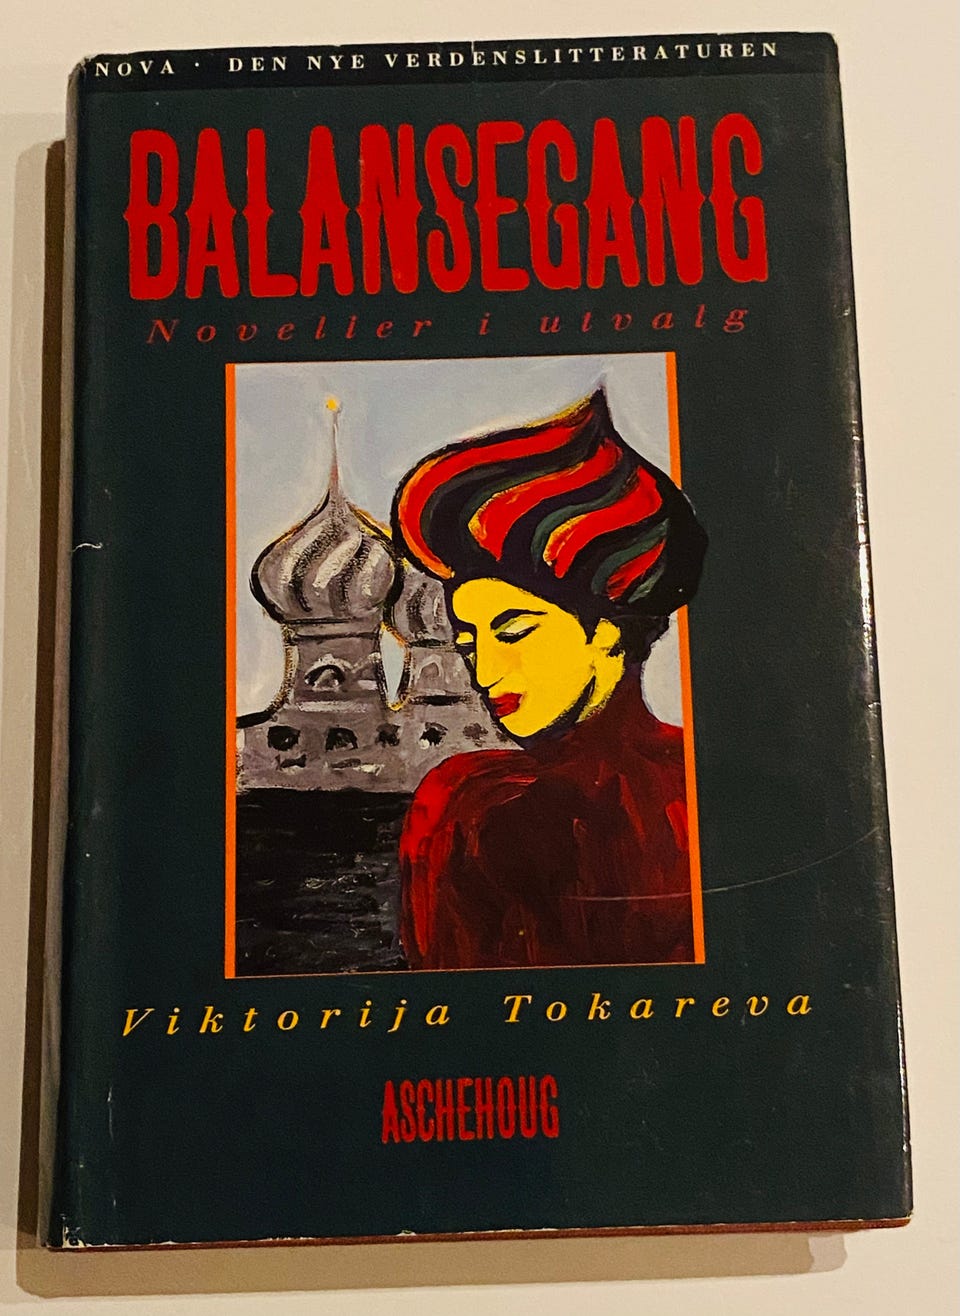 NOVA · DEN NYE VERDENSLITTERATUREN
BALANSEGANG
Noveller i utvalg
Viktorija Tokareva
ASCHEHOUG